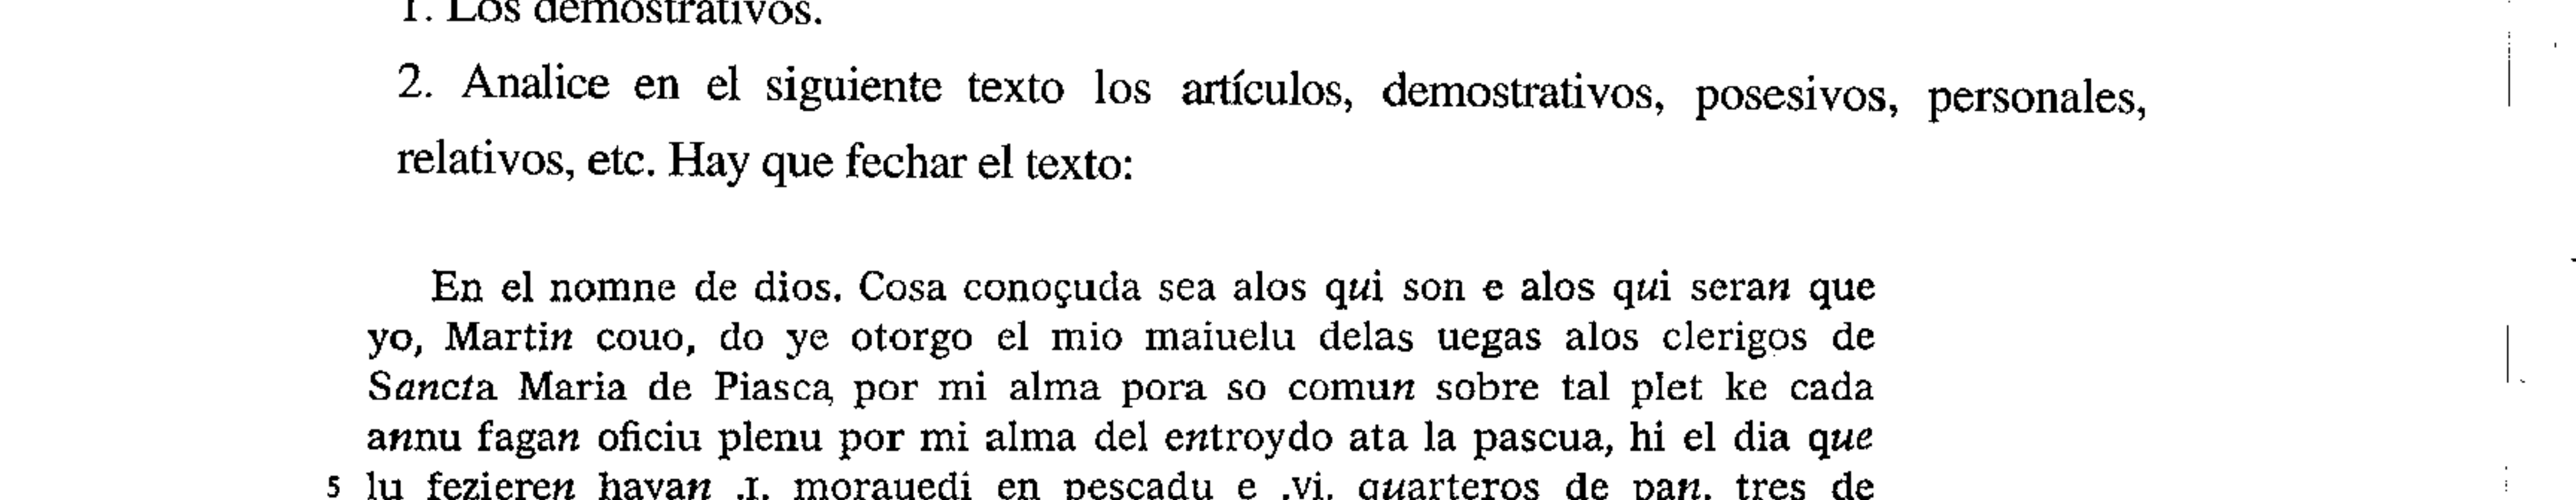 1. Los demostrativos.
2. Analice en el siguiente texto los artículos, demostrativos, posesivos, personales,
relativos, etc. Hay que fechar el texto:
En el nomne de dios. Cosa conoçuda sea alos qui son e alos qui seran que
yo, Martin couo, do ye otorgo el mio maiuelu delas uegas alos clerigos de
Sancta Maria de Piasca por mi alma pora so comun sobre tal plet ke cada
annu fagan oficiu plenu por mi alma del entroydo ata la pascua, hi el dia que
5 lu fezieren hayan .I. morauedi en pescadu e .vi. quarteros de pan, tres de